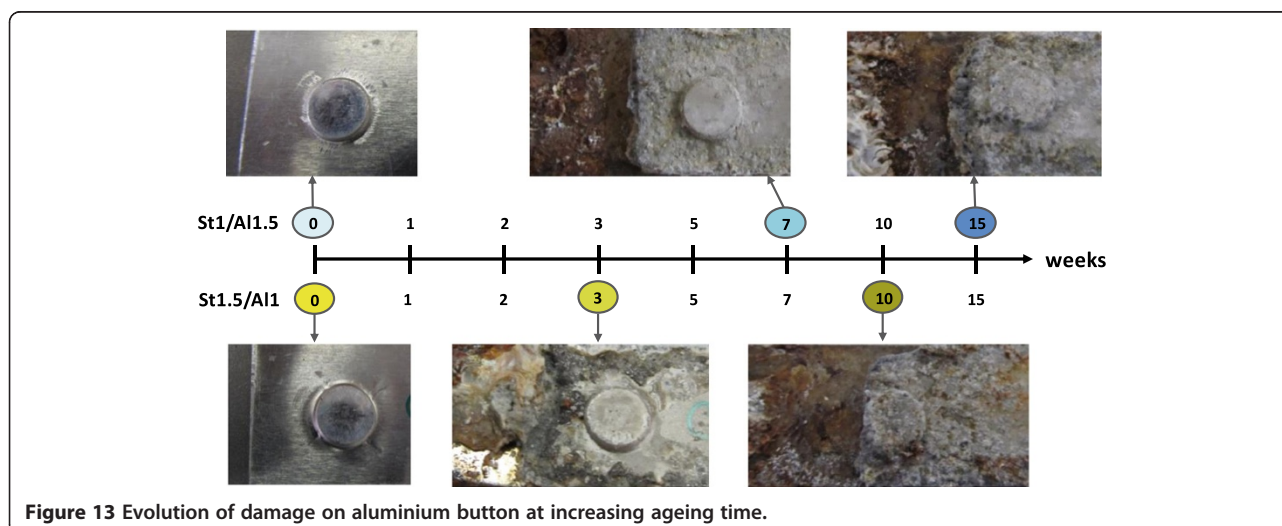 St1/Al1.5 0 1 2 3 5 7 10 15
weeks
St1.5/Al1 0 1 2 3 5 7 10 15
Figure 13 Evolution of damage on aluminium button at increasing ageing time.